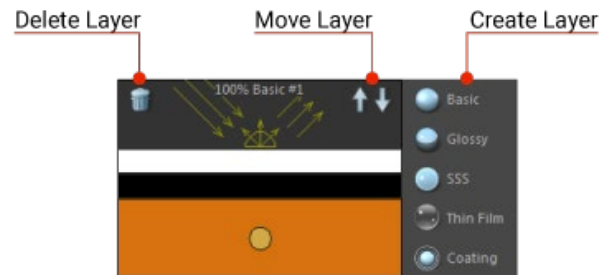 Delete Layer
Move Layer
Create Layer
100% Basic #1
Basic
Glossy
SSS
Thin Film
Coating